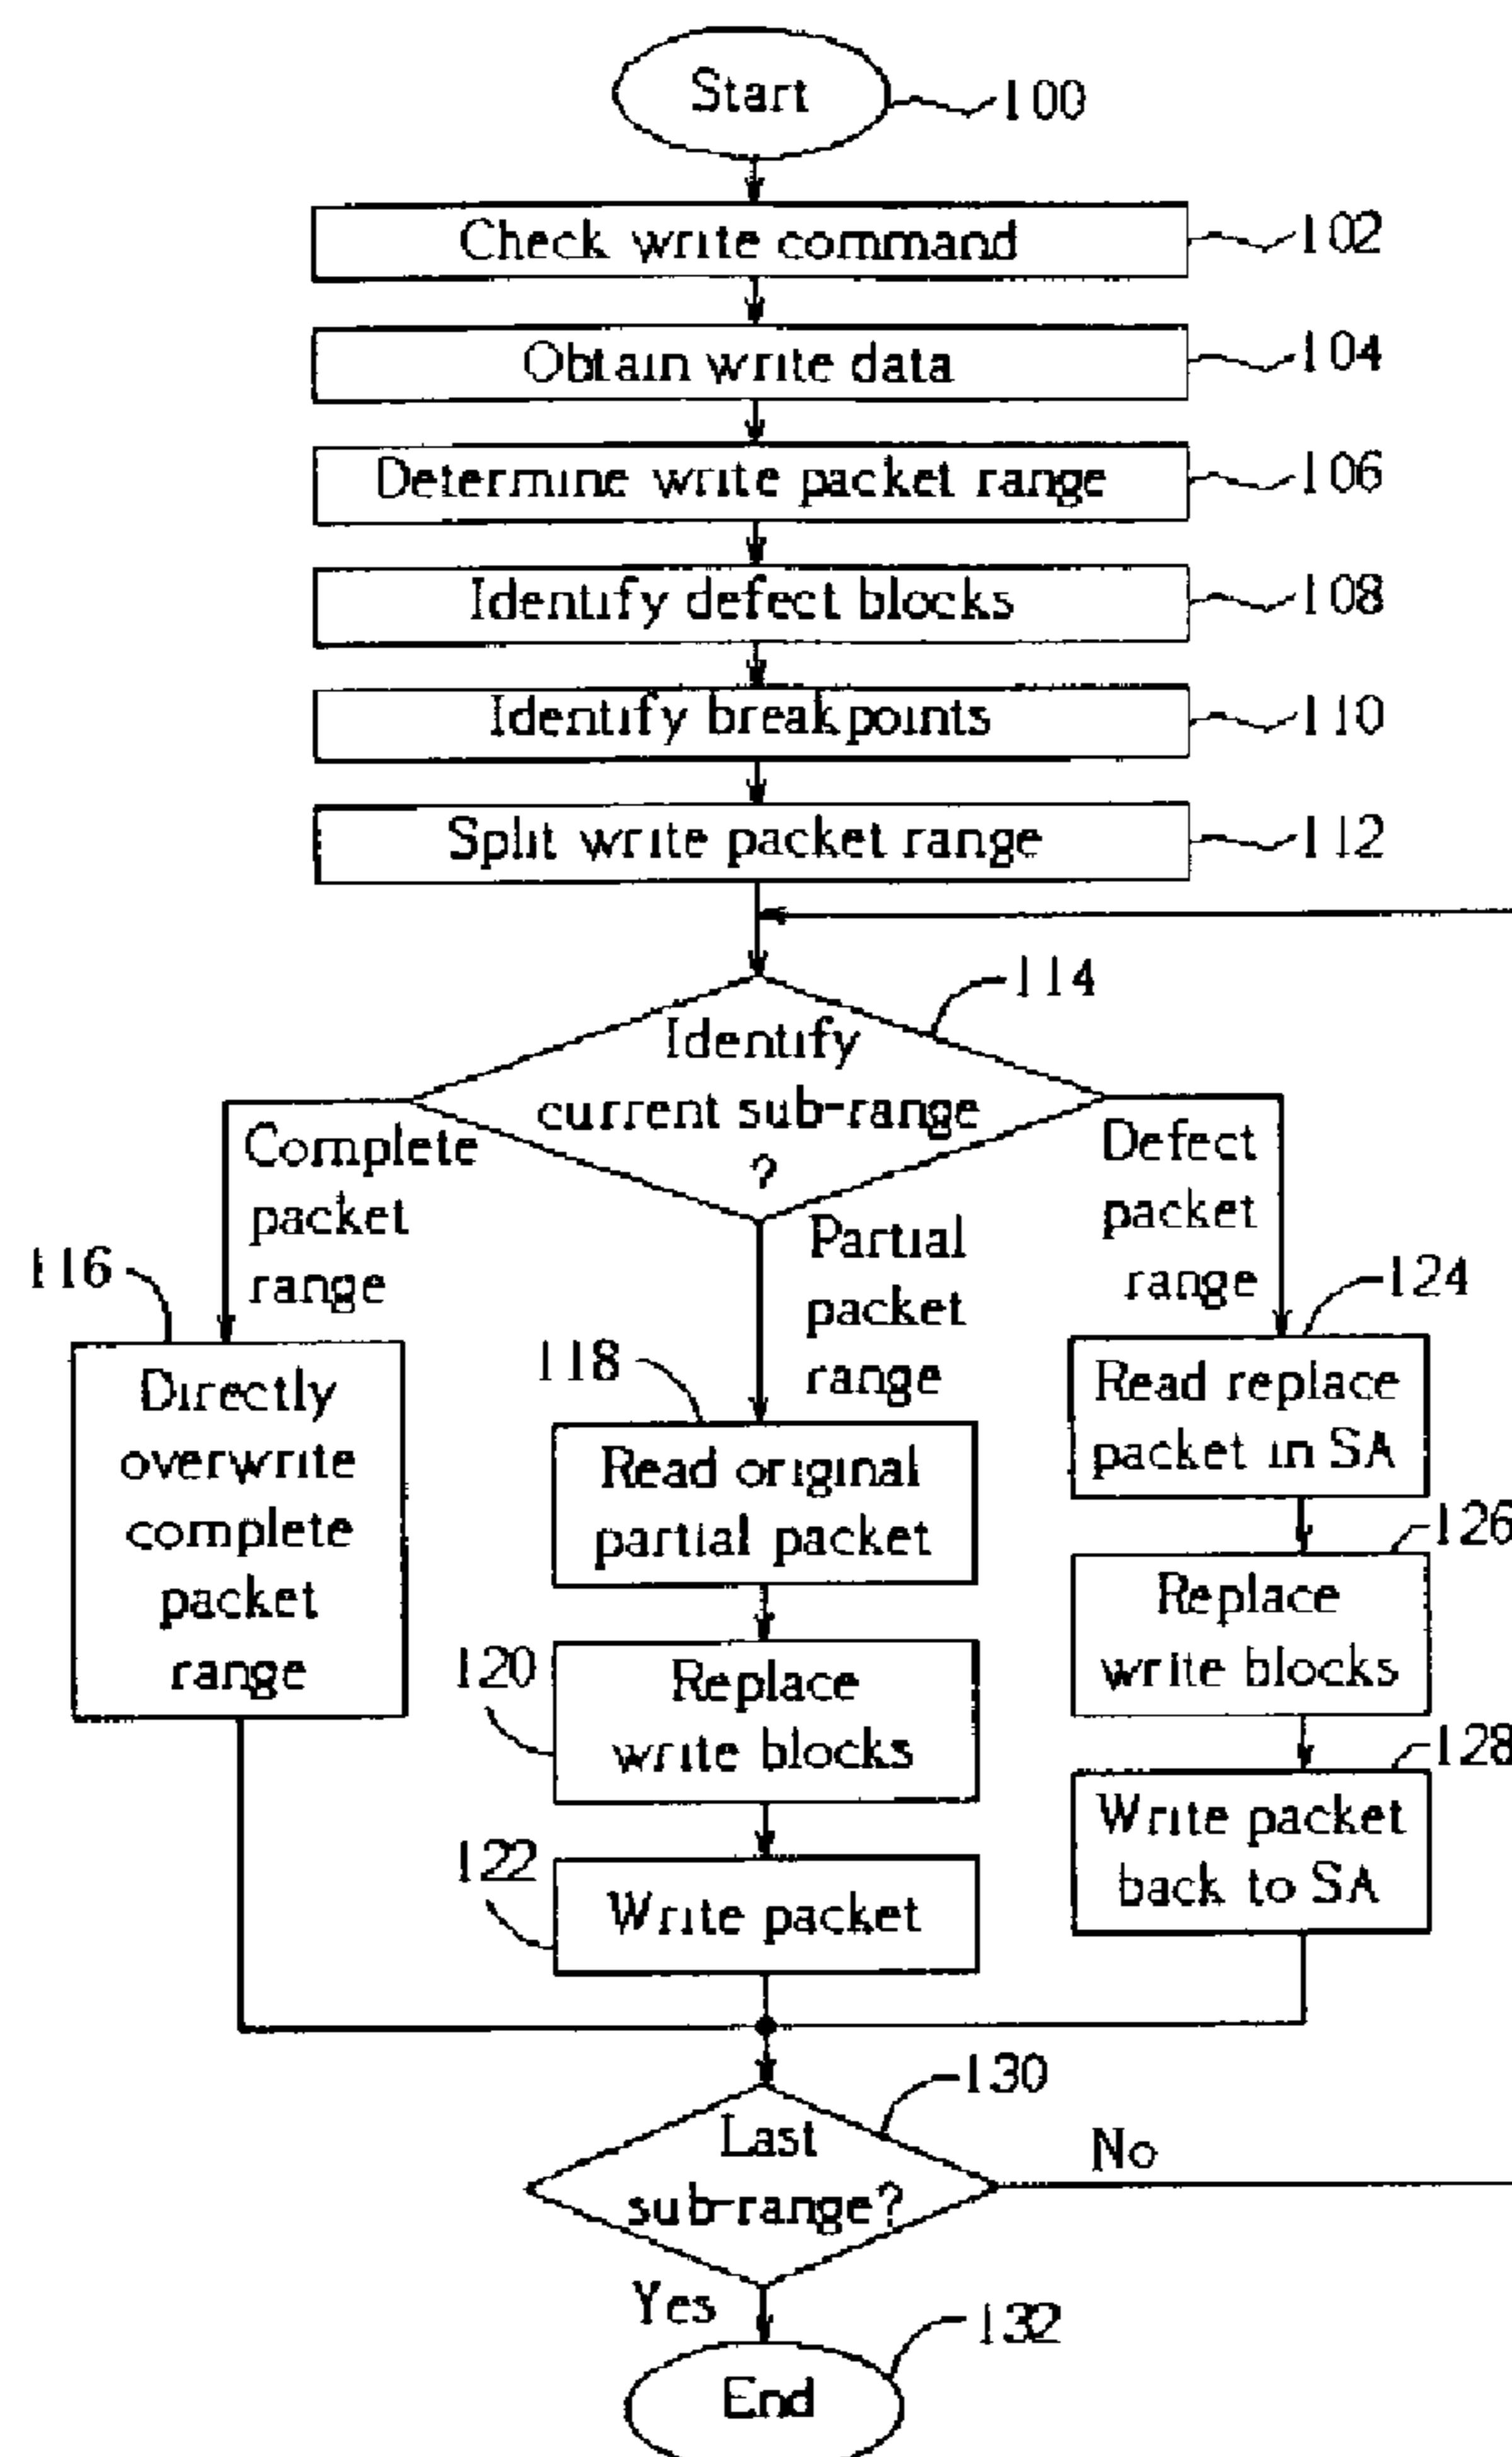 Start
100
Check write command
102
Obtain write data
104
Determine write packet range
106
Identify defect blocks
108
Identify breakpoints
110
Split write packet range
112
114
Identify
current sub-range
?
Complete
packet
range
Partial
packet
range
Defect
packet
range
116
Directly
overwrite
complete
packet
range
118
Read original
partial packet
120
Replace
write blocks
122
Write packet
124
Read replace
packet in SA
126
Replace
write blocks
128
Write packet
back to SA
130
Last
sub-range?
No
Yes
132
End